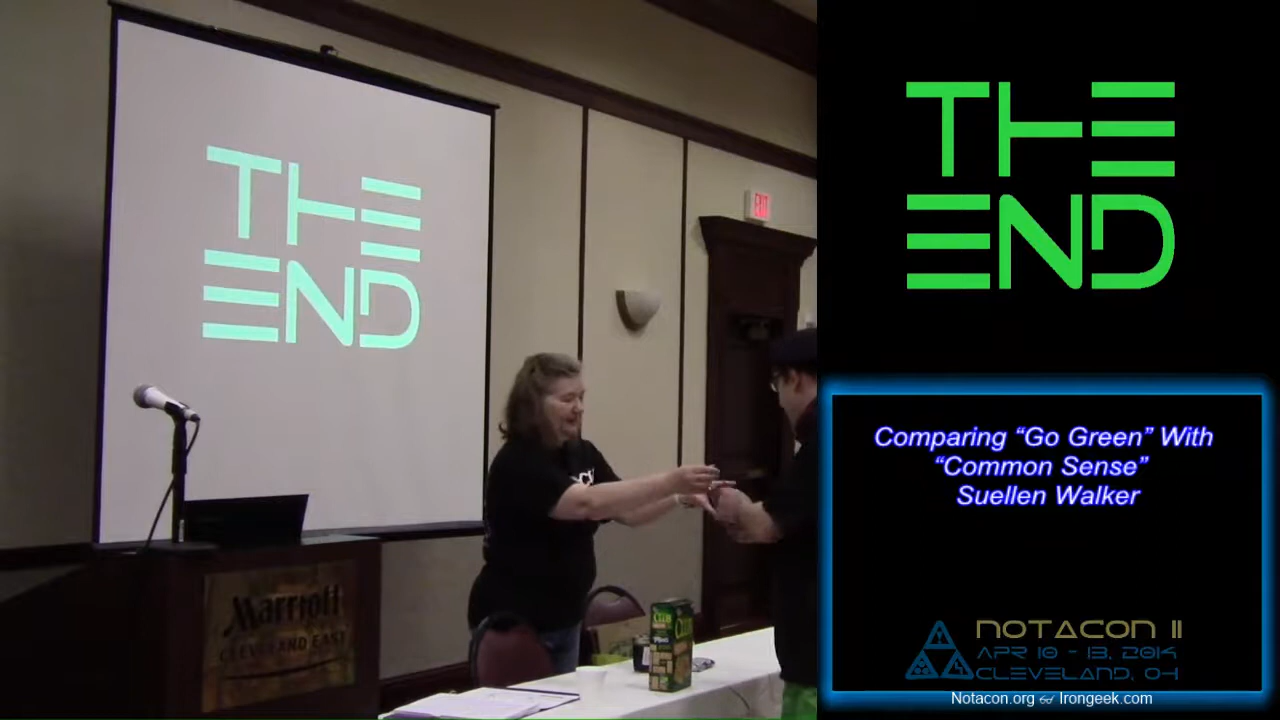 THE
END
EXIT
Marriott
CLEVELAND EAST
CLUB
THE
END
Comparing “Go Green” With
“Common Sense”
Suellen Walker
NOTACON 11
APR 10 - 13, 2014
CLEVELAND, OH
Notacon.org Irongeek.com